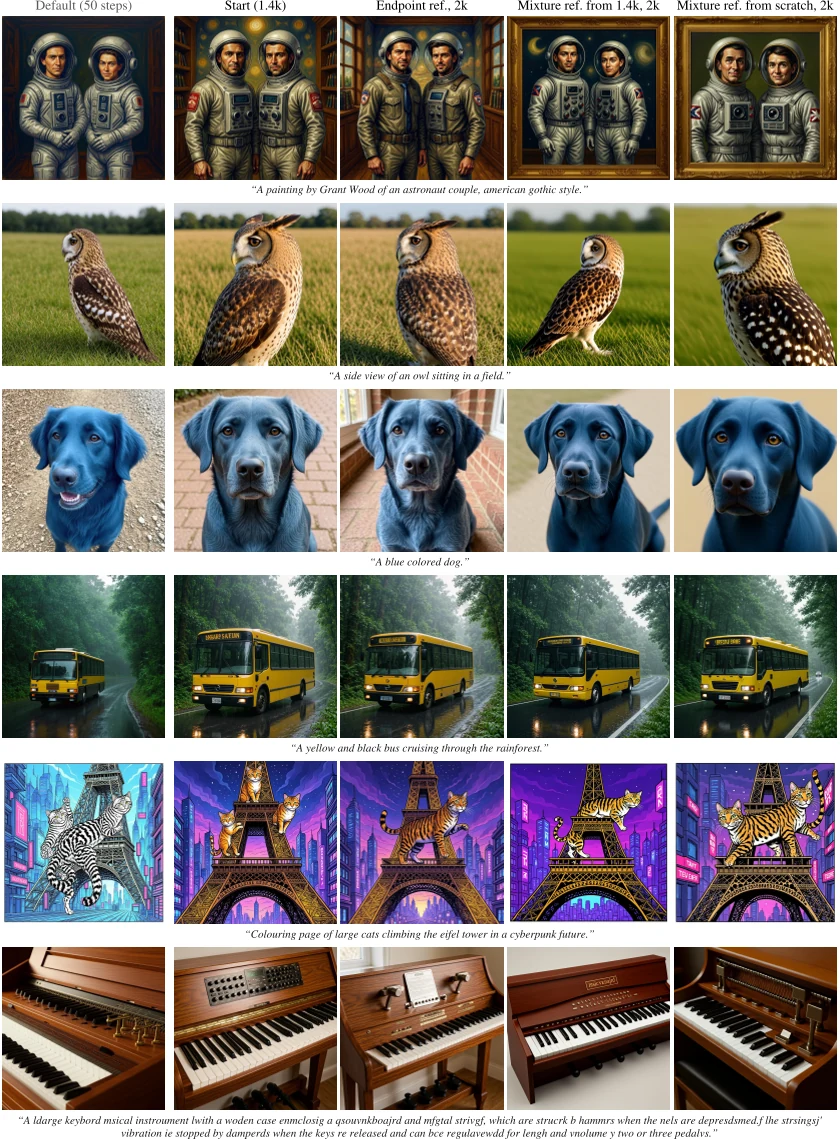 Default (50 steps) Start (1.4k) Endpoint ref., 2k Mixture ref. from 1.4k, 2k Mixture ref. from scratch, 2k
“A painting by Grant Wood of an astronaut couple, american gothic style.”
“A side view of an owl sitting in a field.”
“A blue colored dog.”
“A yellow and black bus cruising through the rainforest.”
“Colouring page of large cats climbing the eifel tower in a cyberpunk future.”
“A ldarge keybord msical instroument lwith a woden case enmclosig a qsouvnkboajrd and mfgtal strivgf, which are strucrk b hammrs when the nels are depresdsmed.f lhe strsingsj’
vibration ie stopped by damperds when the keys re released and can bce regulavewdd for lengh and vnolume y two or three pedalvs.”